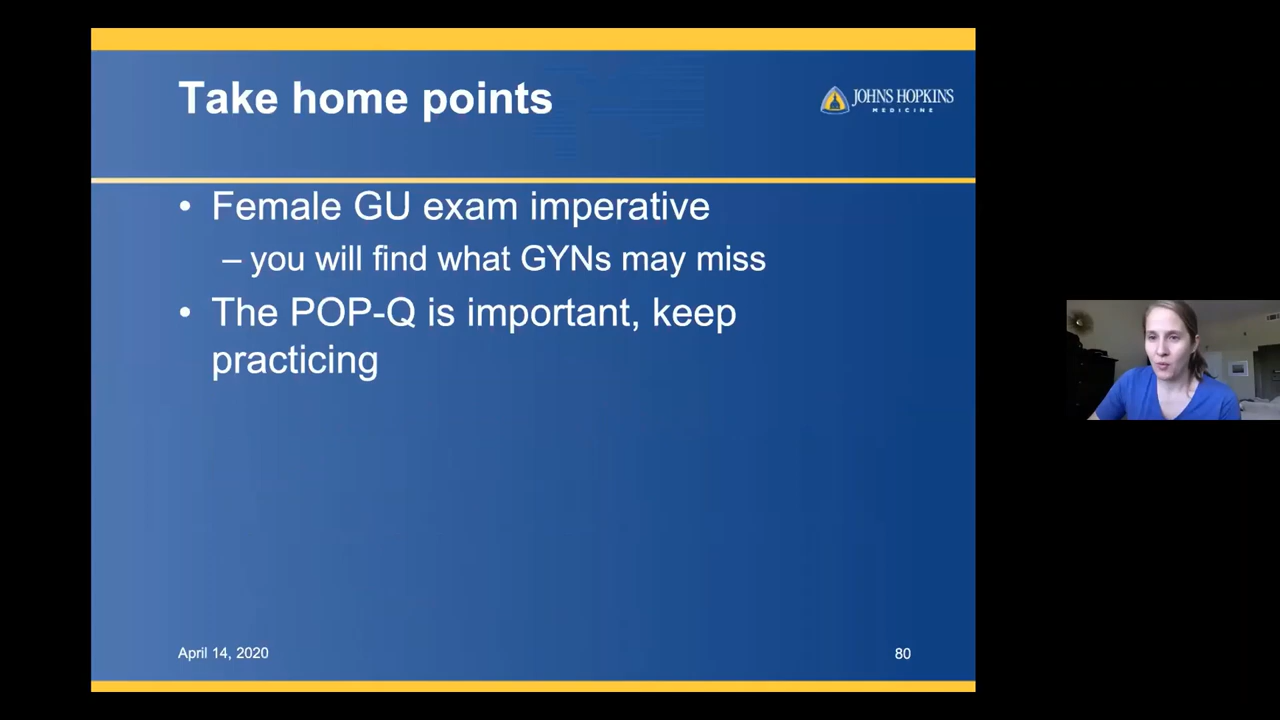 Take home points
JOHNS HOPKINS
MEDICINE
• Female GU exam imperative
– you will find what GYNs may miss
• The POP-Q is important, keep
practicing
April 14, 2020
80